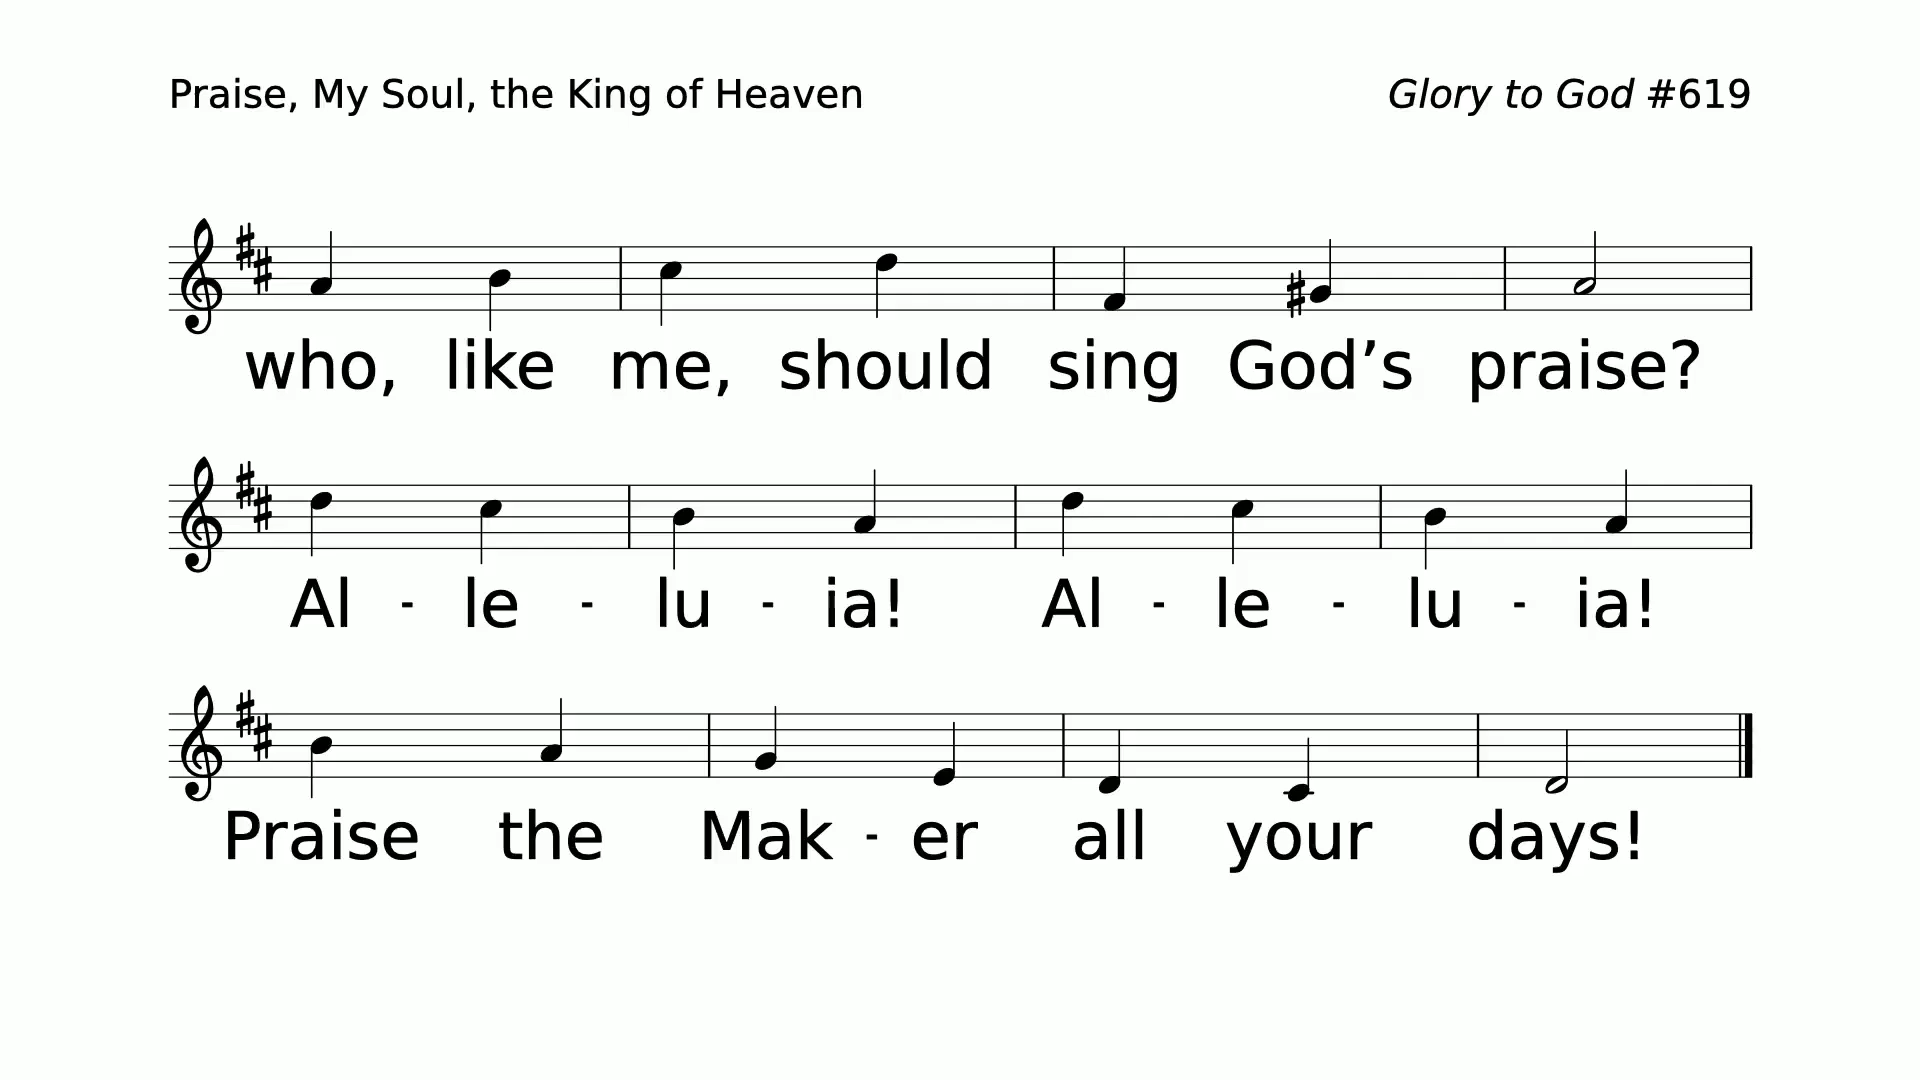 Praise, My Soul, the King of Heaven
Glory to God #619
who, like me, should sing God’s praise?
Al - le - lu - ia! Al - le - lu - ia!
Praise the Mak - er all your days!